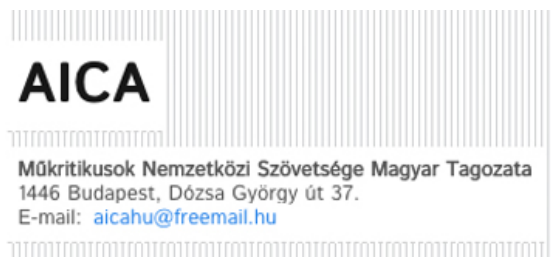 AICA
Műkritikusok Nemzetközi Szövetsége Magyar Tagozata
1446 Budapest, Dózsa György út 37.
E-mail: aicahu@freemail.hu